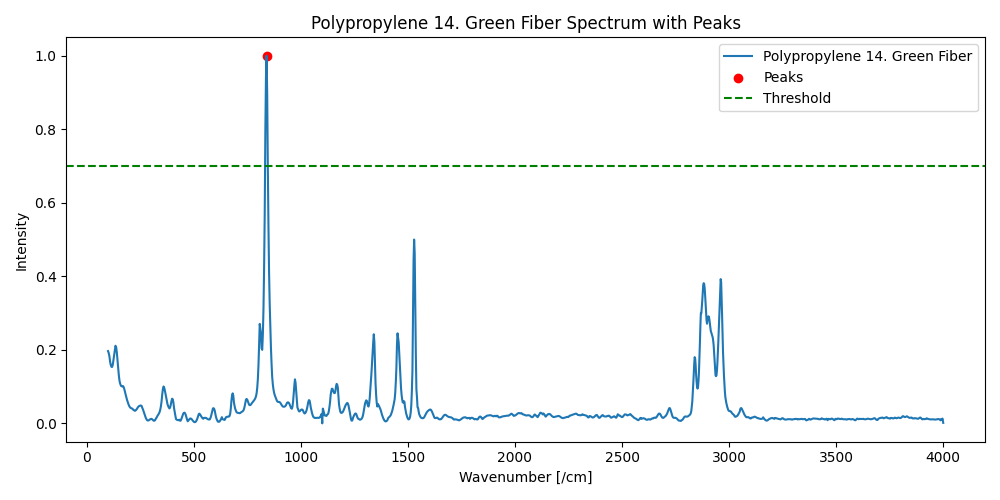 Polypropylene 14. Green Fiber Spectrum with Peaks
Polypropylene 14. Green Fiber
Peaks
Threshold
Intensity
1.0
0.8
0.6
0.4
0.2
0.0
0 500 1000 1500 2000 2500 3000 3500 4000
Wavenumber [/cm]